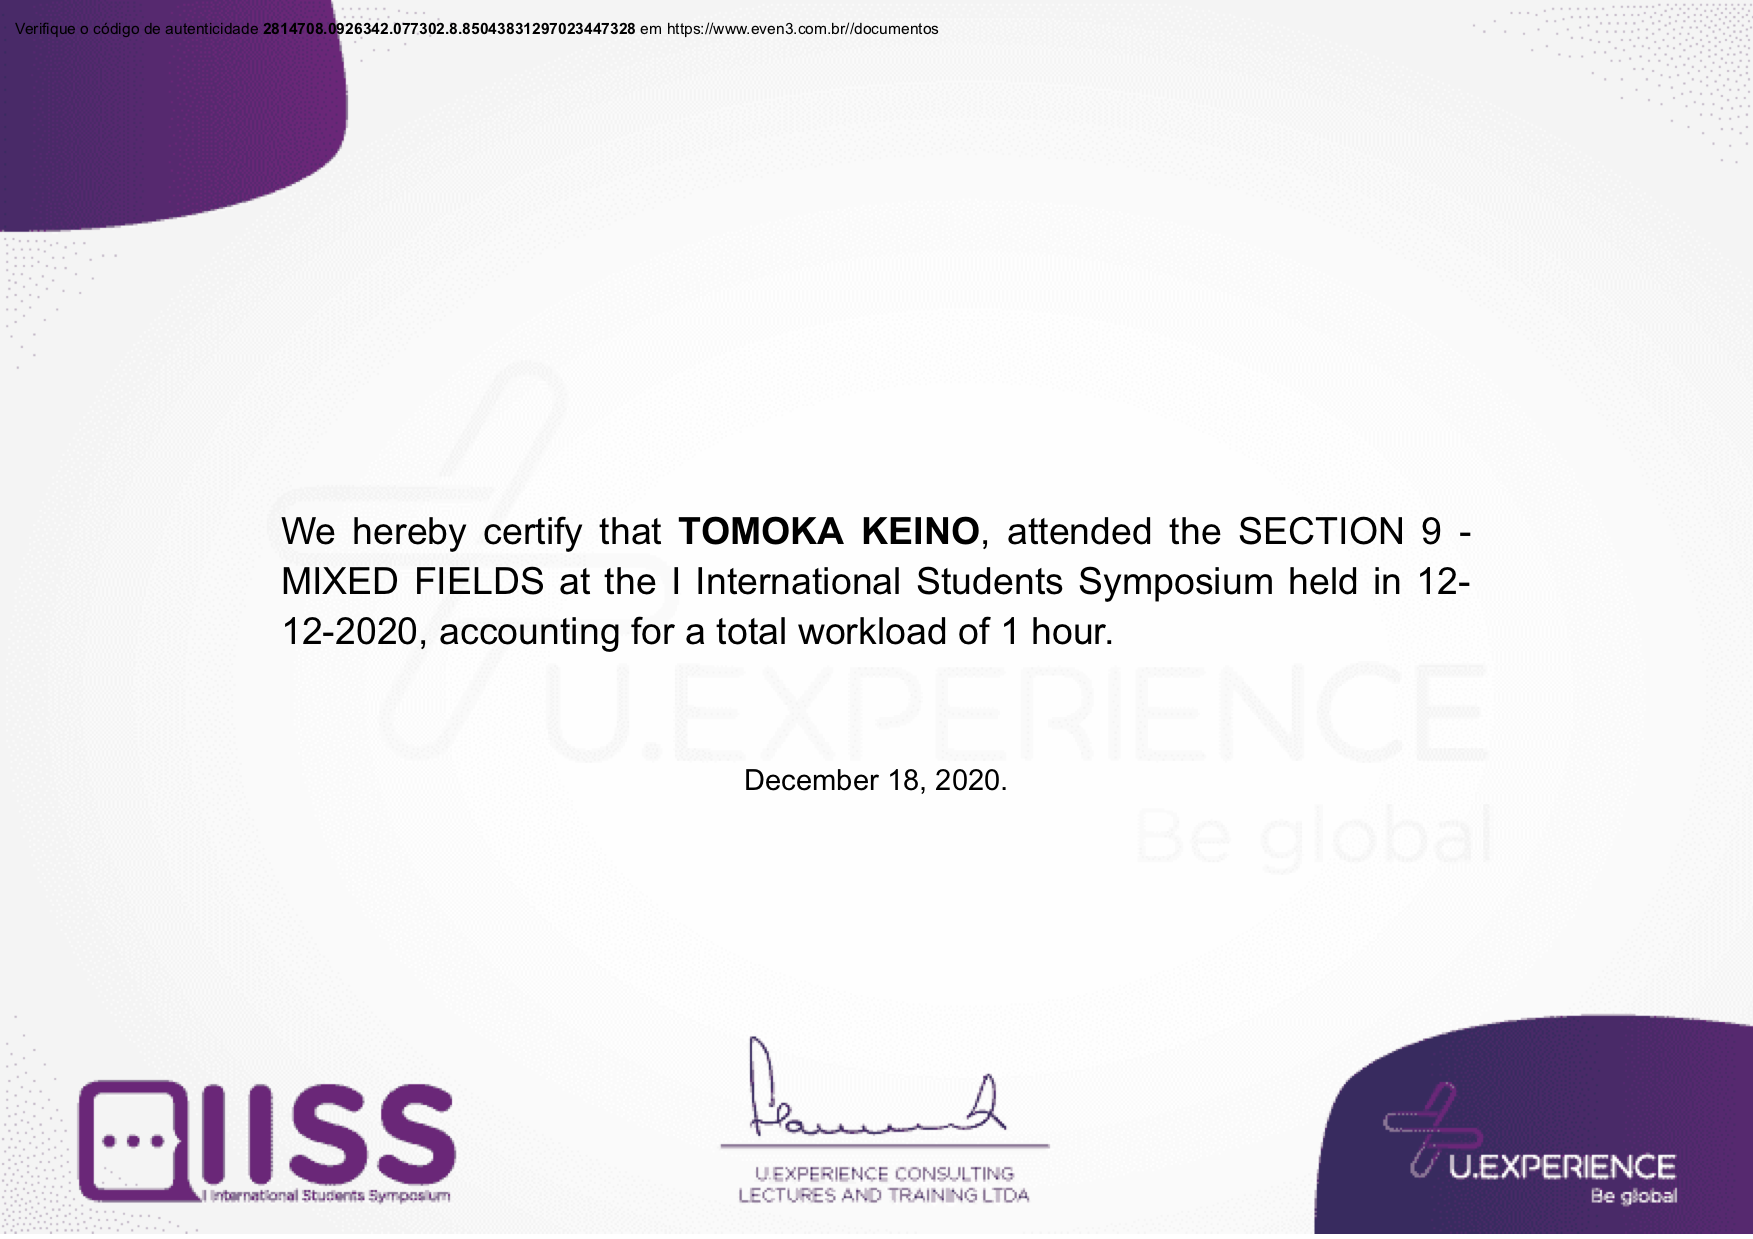 Verifique o código de autenticidade 2814708.0926342.077302.8.85043831297023447328 em https://www.even3.com.br//documentos
We hereby certify that TOMOKA KEINO, attended the SECTION 9 -
MIXED FIELDS at the I International Students Symposium held in 12-
12-2020, accounting for a total workload of 1 hour.
U.EXPERIENCE
December 18, 2020.
Be global
IISS
I International Students Symposium
U.EXPERIENCE CONSULTING
LECTURES AND TRAINING LTDA
U.EXPERIENCE
Be global